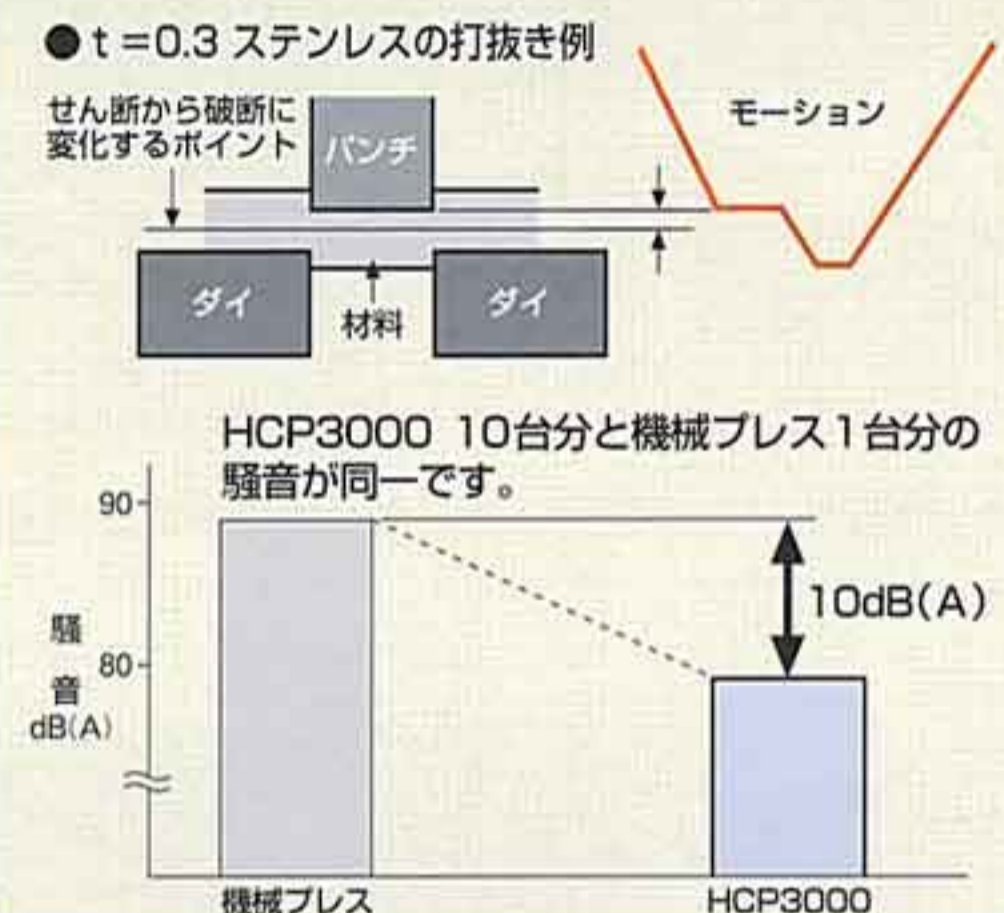 ●t=0.3 ステンレスの打抜き例
せん断から破断に
変化するポイント
パンチ
モーション
ダイ
材料
ダイ
HCP3000 10台分と機械プレス1台分の
騒音が同一です。
90
80
騒
音
dB(A)
10dB(A)
機械プレス
HCP3000